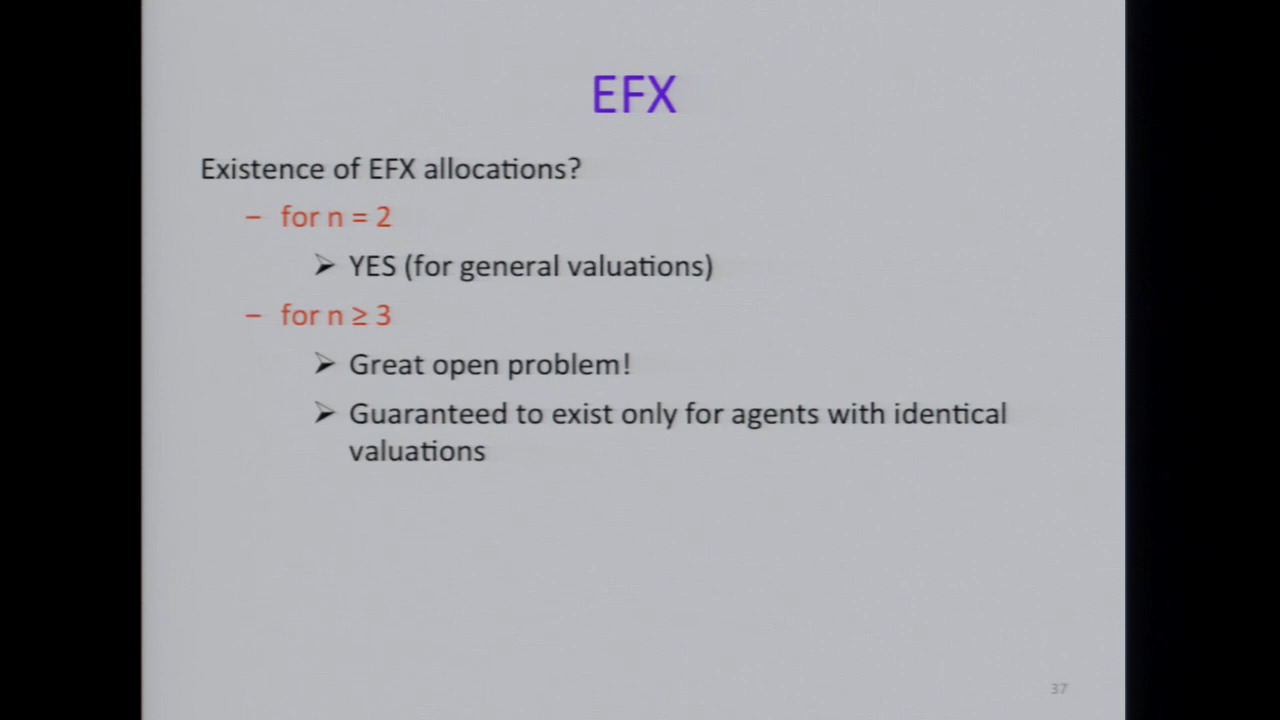 EFX
Existence of EFX allocations?
– for n = 2
➢ YES (for general valuations)
– for n ≥ 3
➢ Great open problem!
➢ Guaranteed to exist only for agents with identical
valuations
37